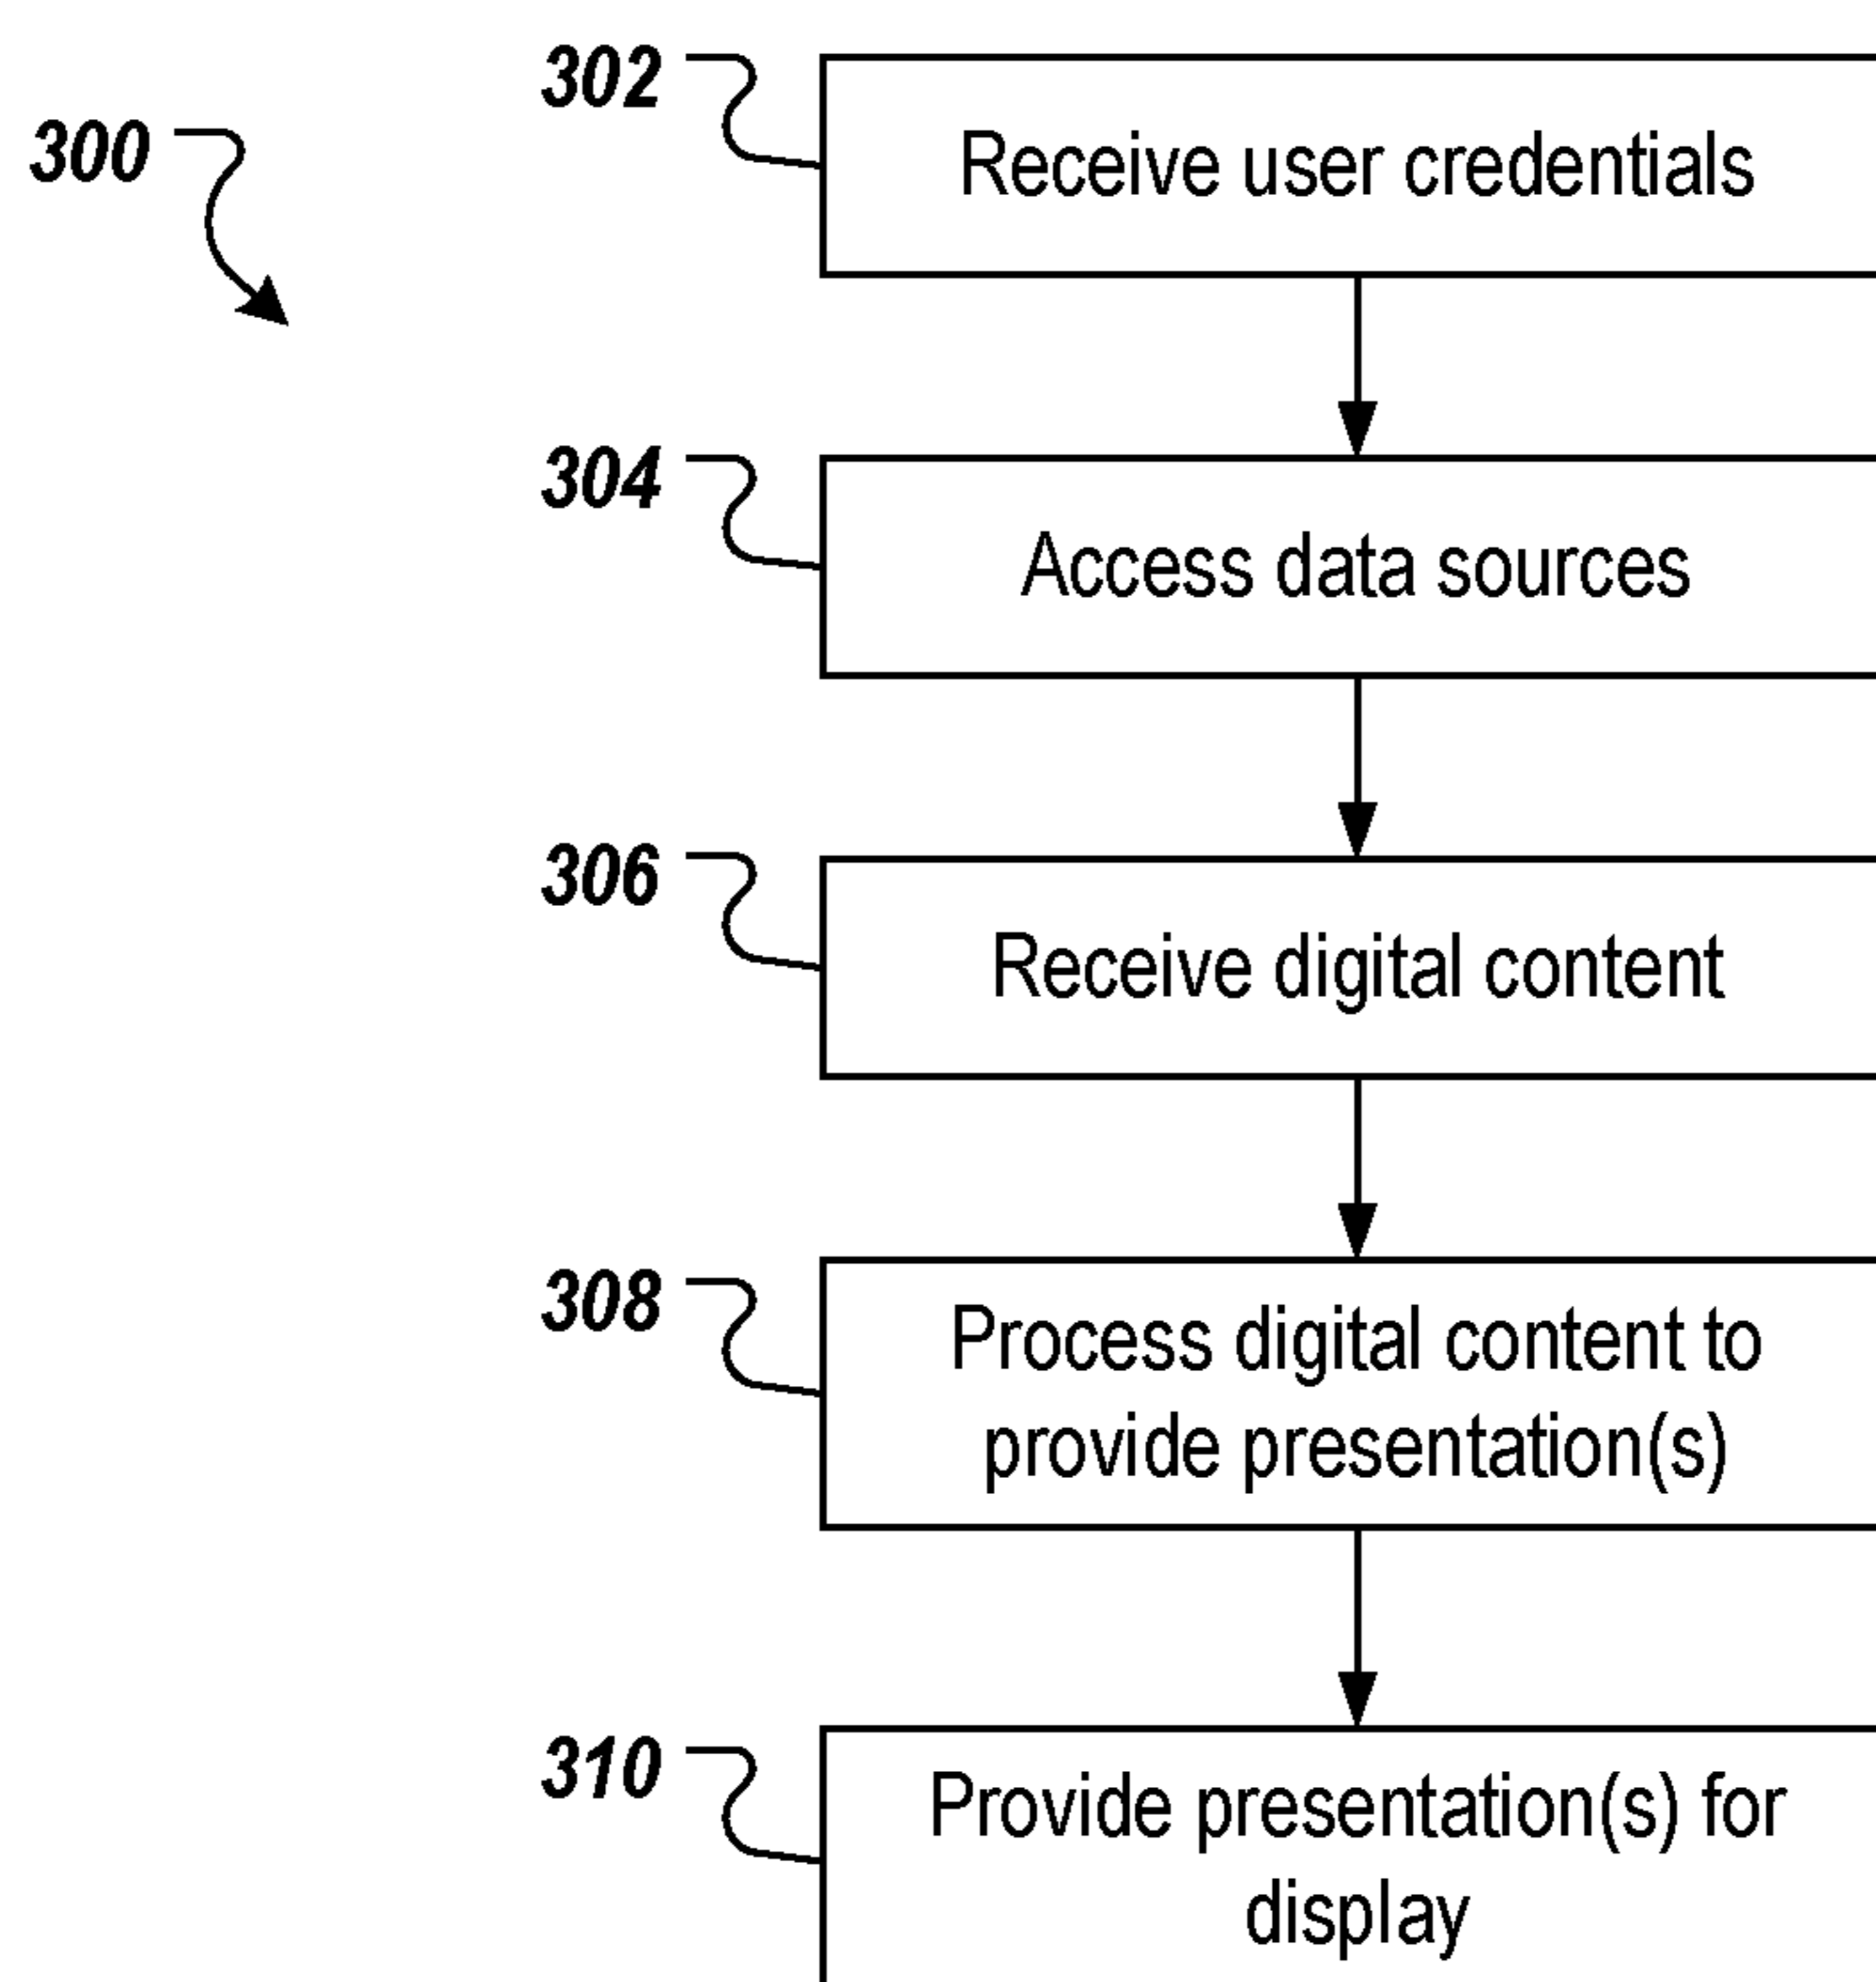 300
302
Receive user credentials
304
Access data sources
306
Receive digital content
308
Process digital content to
provide presentation(s)
310
Provide presentation(s) for
display